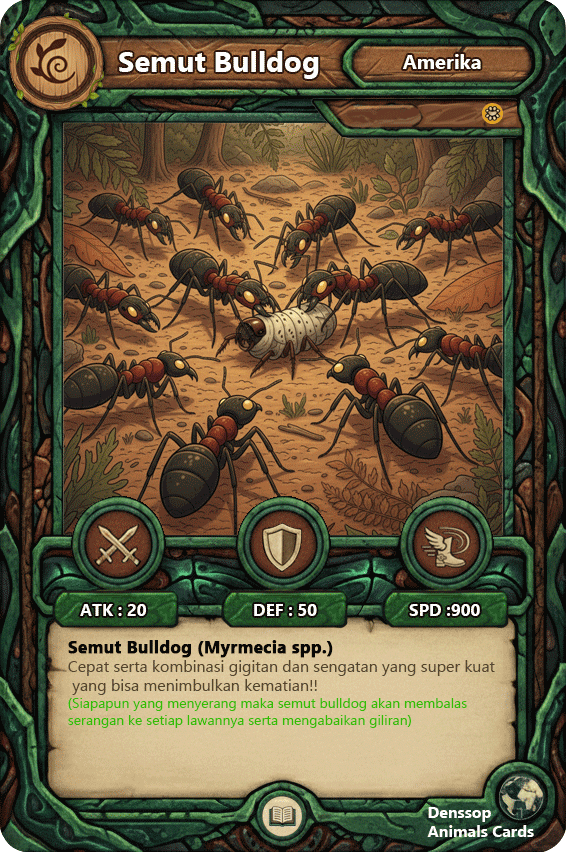 Semut Bulldog
Amerika
ATK : 20
DEF : 50
SPD :900
Semut Bulldog (Myrmecia spp.)
Cepat serta kombinasi gigitan dan sengatan yang super kuat
yang bisa menimbulkan kematian!!
(Siapapun yang menyerang maka semut bulldog akan membalas
serangan ke setiap lawannya serta mengabaikan giliran)
Denssop
Animals Cards